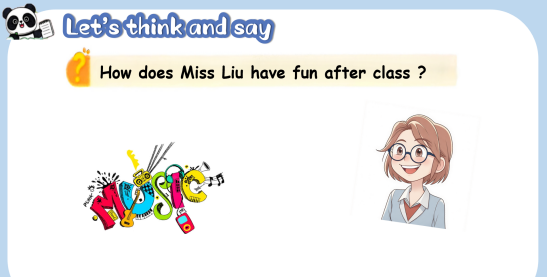 Let's think and say
? How does Miss Liu have fun after class ?
MUSIC